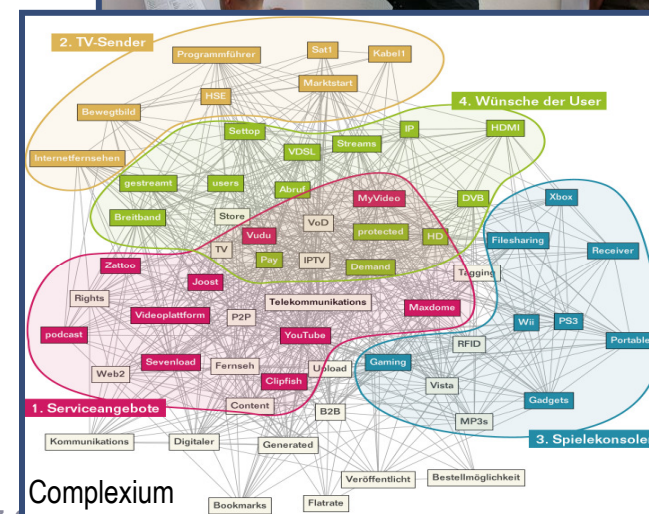 2. TV-Sender
Programmführer
Sat1
Kabel1
Marktstart
HSE
Bewegtbild
Internetfernsehen
4. Wünsche der User
Settop
VDSL
Streams
IP
HDMI
gestreamt
users
Abruf
MyVideo
DVB
Breitband
Store
VoD
Vudu
protected
HD
TV
Pay
IPTV
Demand
Xbox
Filesharing
Receiver
Tagging
Zattoo
Joost
Rights
Telekommunikations
Maxdome
Videoplattform
P2P
podcast
YouTube
Wii
PS3
RFID
Portable
Sevenload
Fernseh
Web2
Upload
Gaming
Clipfish
Vista
Gadgets
1. Serviceangebote
Content
B2B
MP3s
3. Spielekonsolen
Kommunikations
Digitaler
Generated
Veröffentlicht
Bestellmöglichkeit
Complexium
Bookmarks
Flatrate